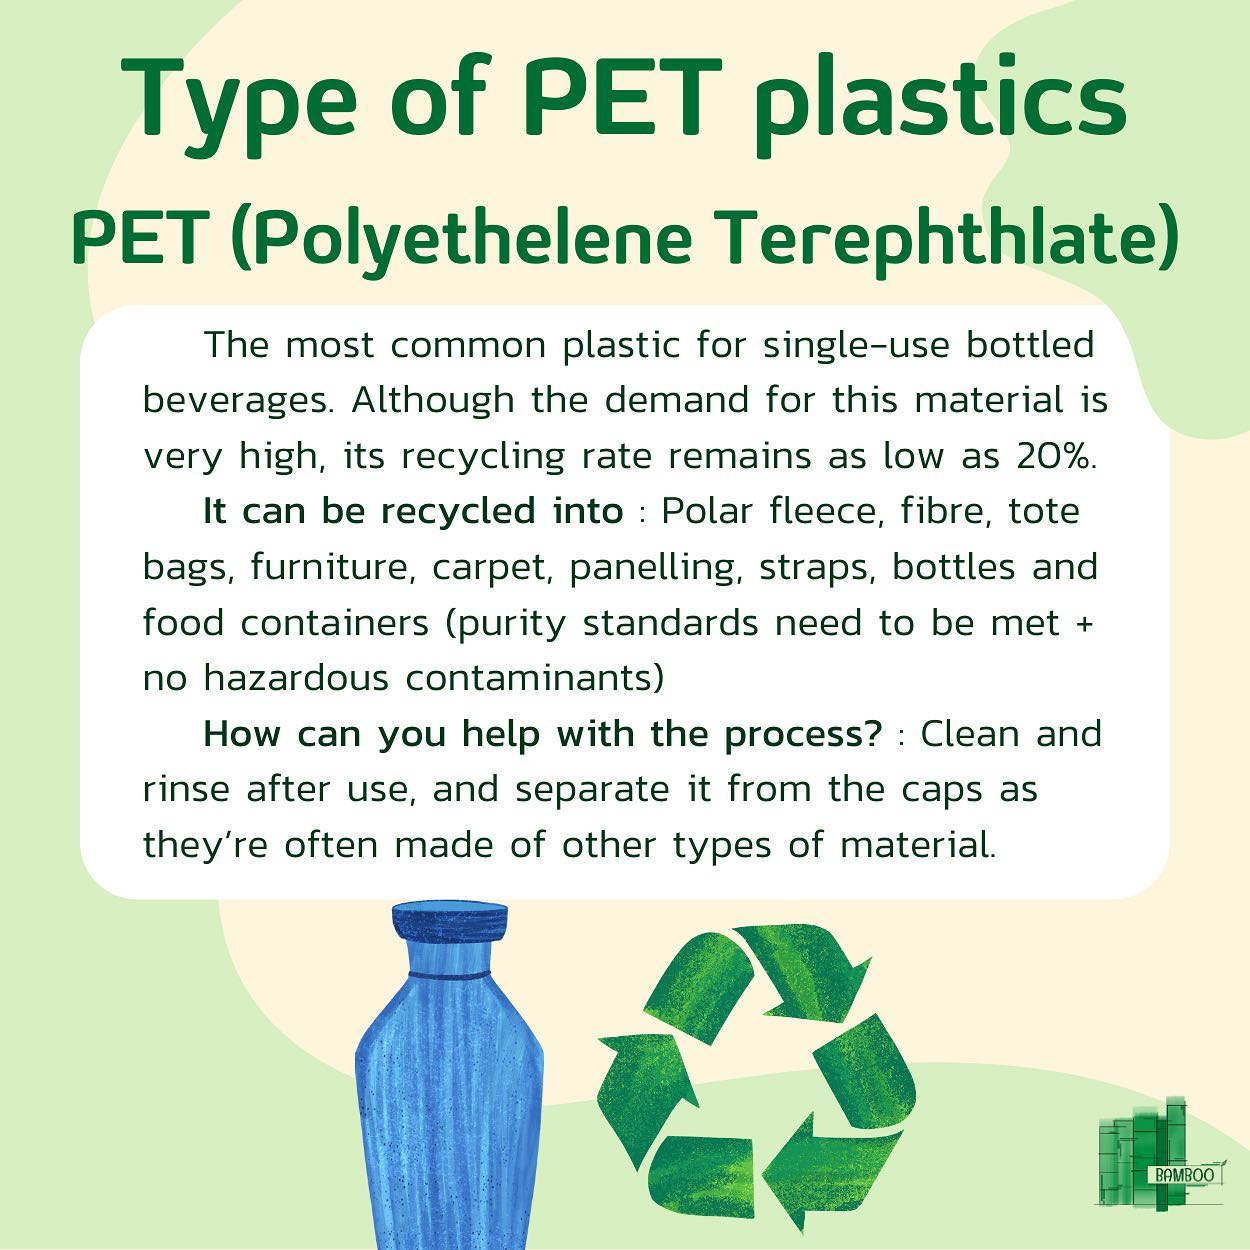 Type of PET plastics
PET (Polyethelene Terephthlate)
The most common plastic for single-use bottled
beverages. Although the demand for this material is
very high, its recycling rate remains as low as 20%.
It can be recycled into : Polar fleece, fibre, tote
bags, furniture, carpet, panelling, straps, bottles and
food containers (purity standards need to be met +
no hazardous contaminants)
How can you help with the process? : Clean and
rinse after use, and separate it from the caps as
they're often made of other types of material.
BAMBOO